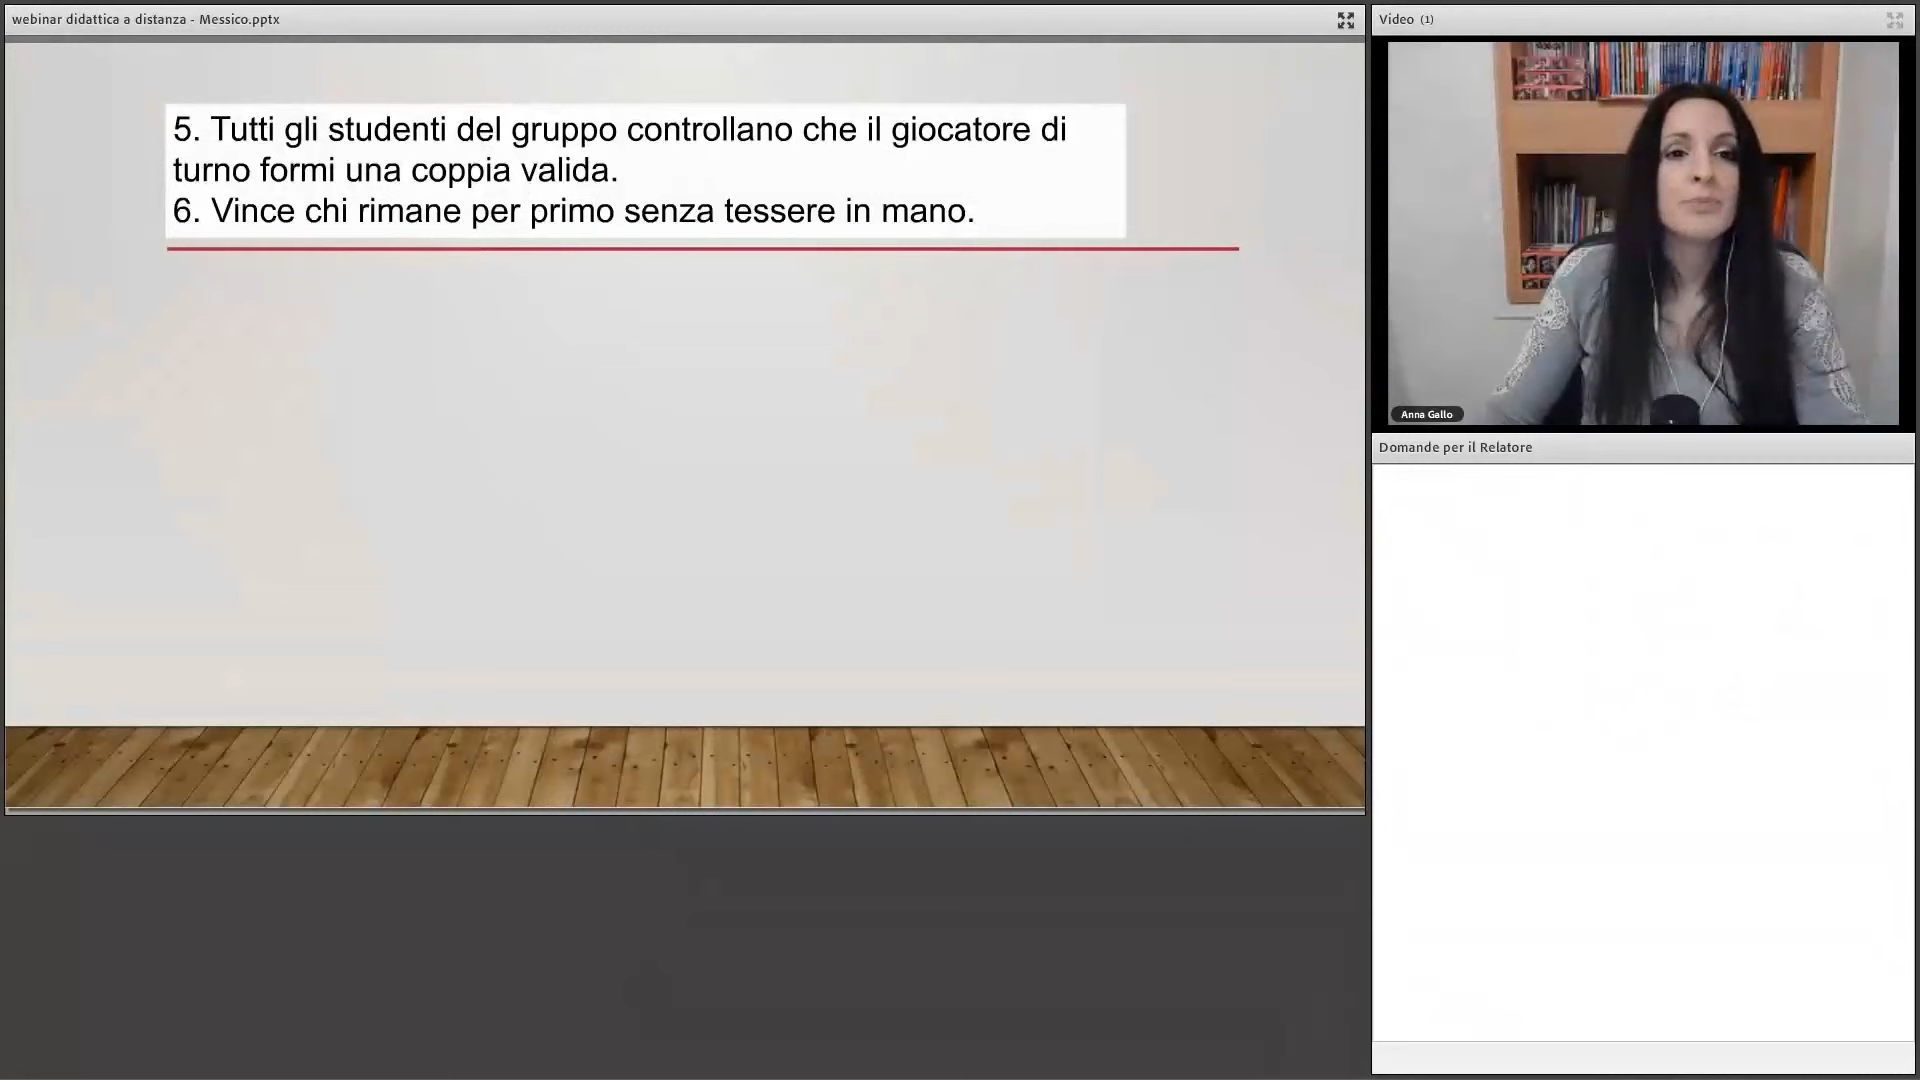 webinar didattica a distanza - Messico.pptx
5. Tutti gli studenti del gruppo controllano che il giocatore di
turno formi una coppia valida.
6. Vince chi rimane per primo senza tessere in mano.
Video (1)
Anna Gallo
Domande per il Relatore